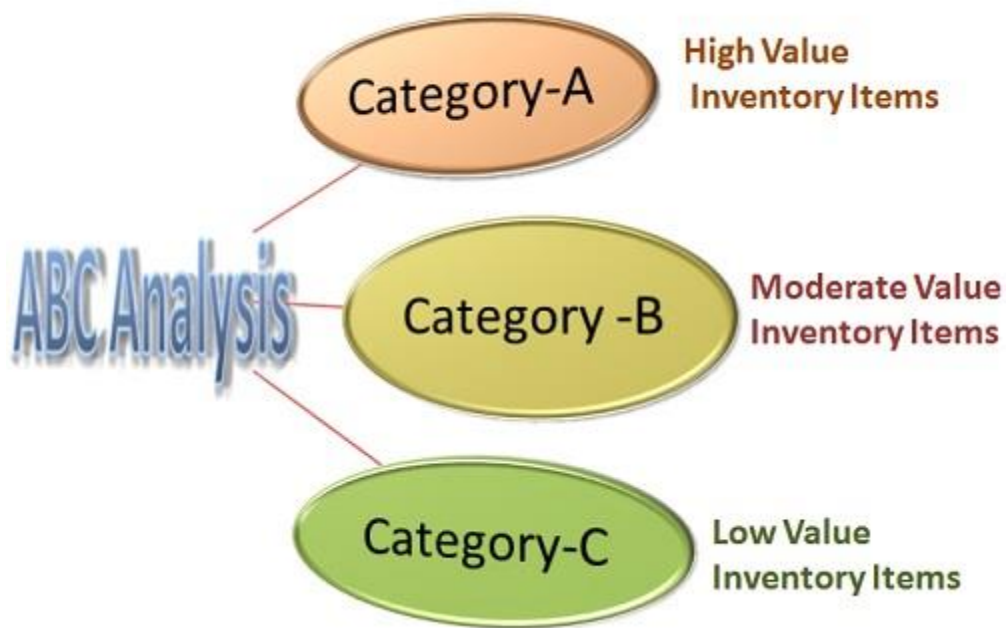 Category-A
High Value
Inventory Items
ABC Analysis
Category -B
Moderate Value
Inventory Items
Category-C
Low Value
Inventory Items